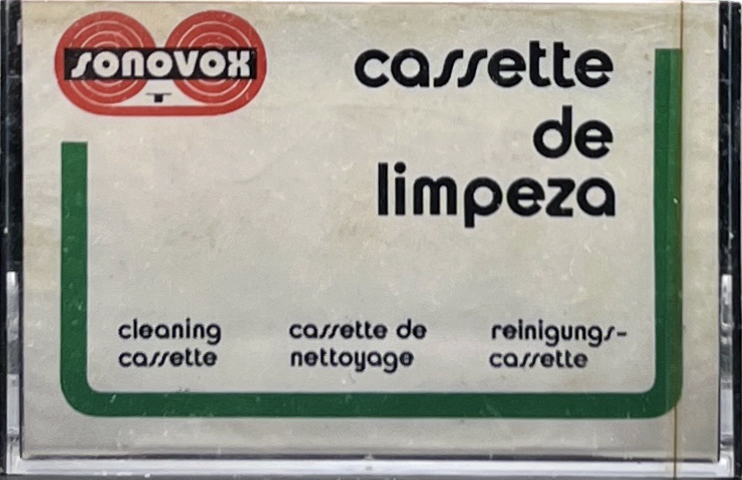 sonovox
cassette
de
limpeza
cleaning
cassette
cassette de
nettoyage
reinigungs-
cassette